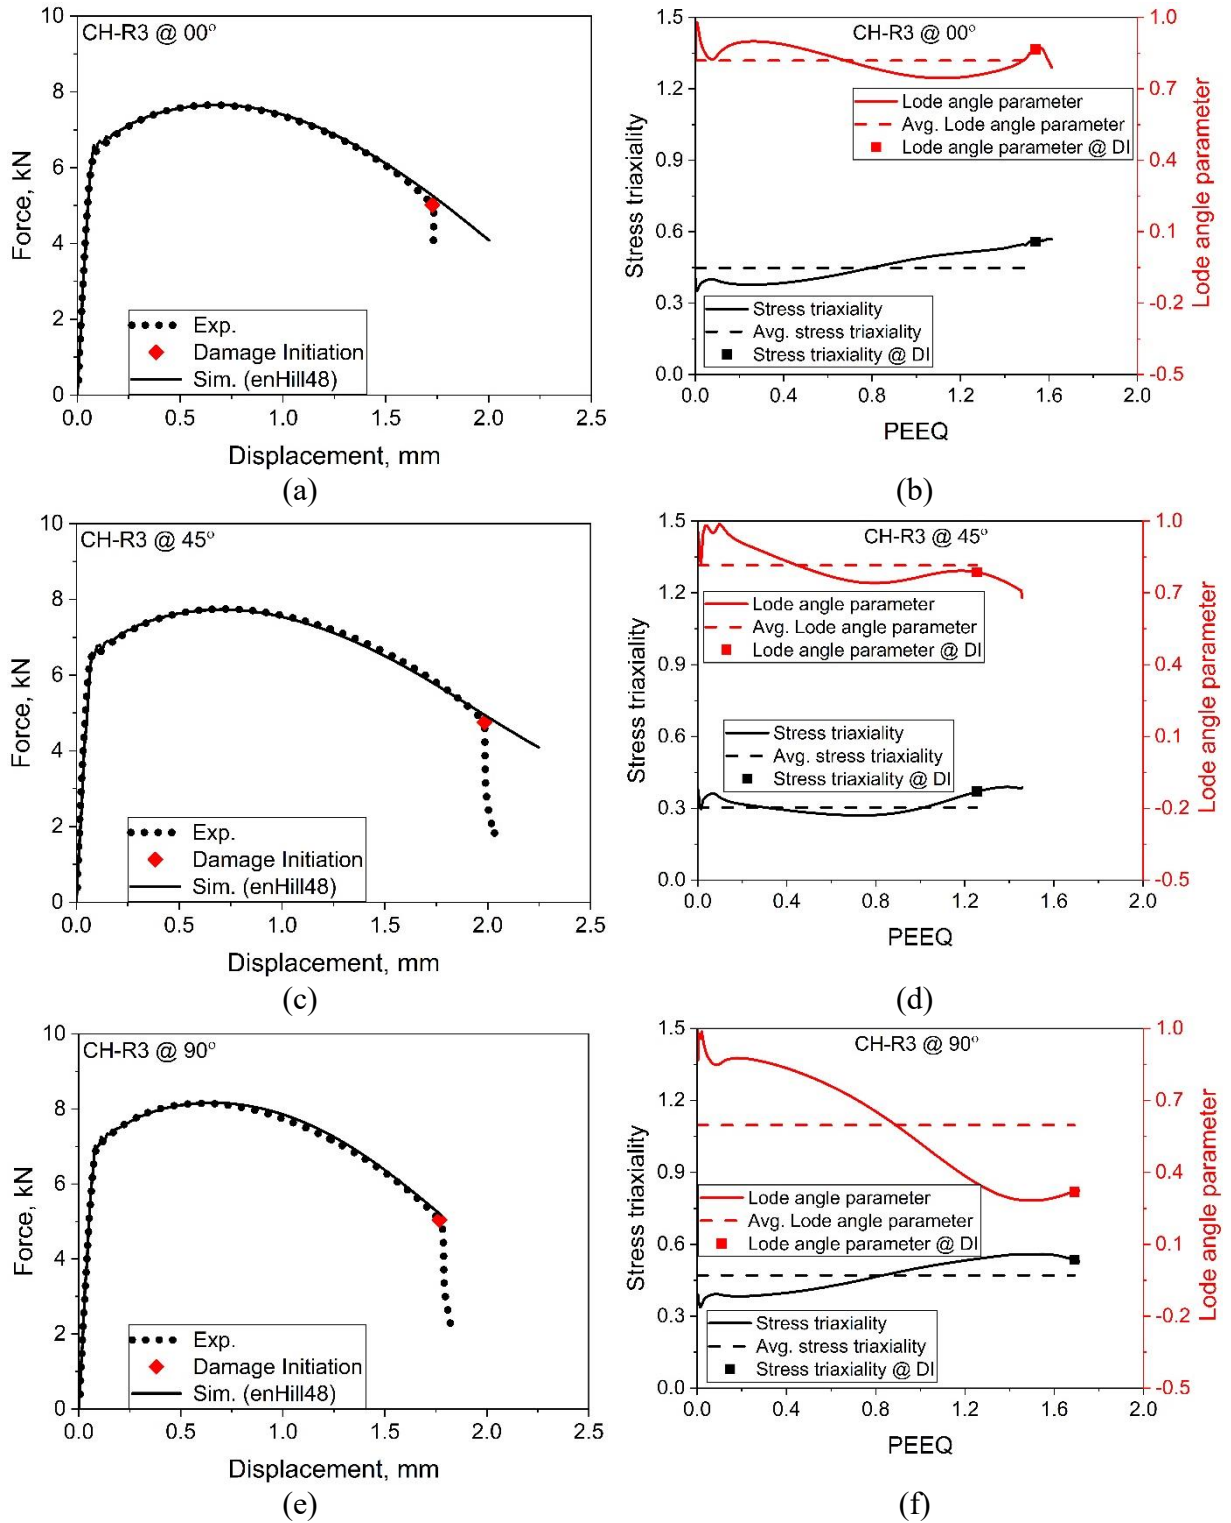 CH-R3 @ 00°
10
8
6
4
2
0
Force, kN
Exp.
Damage Initiation
Sim. (enHill48)
0.0 0.5 1.0 1.5 2.0 2.5
Displacement, mm
(a)
CH-R3 @ 00°
1.5
1.2
0.9
0.6
0.3
0.0
Stress triaxiality
1.0
0.7
0.4
0.1
-0.2
-0.5
Lode angle parameter
Lode angle parameter
Avg. Lode angle parameter
Lode angle parameter @ DI
Stress triaxiality
Avg. stress triaxiality
Stress triaxiality @ DI
0.0 0.4 0.8 1.2 1.6 2.0
PEEQ
(b)
CH-R3 @ 45°
10
8
6
4
2
0
Force, kN
Exp.
Damage Initiation
Sim. (enHill48)
0.0 0.5 1.0 1.5 2.0 2.5
Displacement, mm
(c)
CH-R3 @ 45°
1.5
1.2
0.9
0.6
0.3
0.0
Stress triaxiality
1.0
0.7
0.4
0.1
-0.2
-0.5
Lode angle parameter
Lode angle parameter
Avg. Lode angle parameter
Lode angle parameter @ DI
Stress triaxiality
Avg. stress triaxiality
Stress triaxiality @ DI
0.0 0.4 0.8 1.2 1.6 2.0
PEEQ
(d)
CH-R3 @ 90°
10
8
6
4
2
0
Force, kN
Exp.
Damage Initiation
Sim. (enHill48)
0.0 0.5 1.0 1.5 2.0 2.5
Displacement, mm
(e)
CH-R3 @ 90°
1.5
1.2
0.9
0.6
0.3
0.0
Stress triaxiality
1.0
0.7
0.4
0.1
-0.2
-0.5
Lode angle parameter
Lode angle parameter
Avg. Lode angle parameter
Lode angle parameter @ DI
Stress triaxiality
Avg. stress triaxiality
Stress triaxiality @ DI
0.0 0.4 0.8 1.2 1.6 2.0
PEEQ
(f)